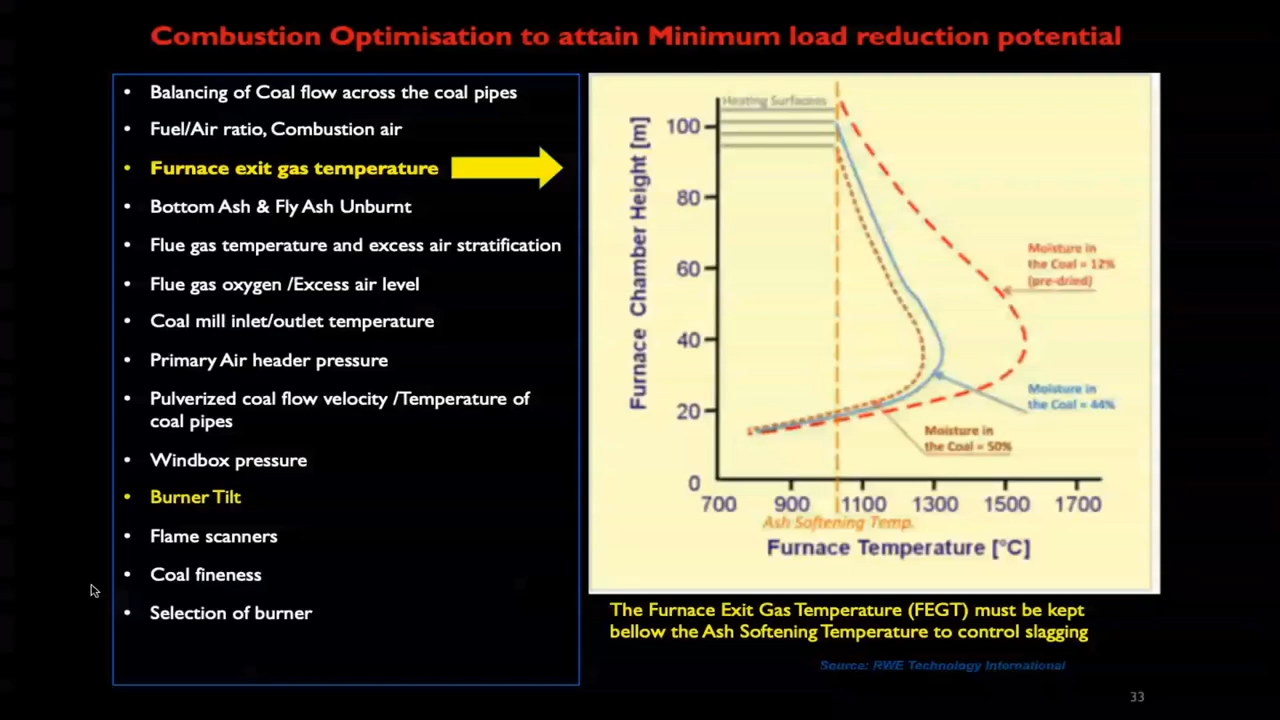 Combustion Optimisation to attain Minimum load reduction potential
• Balancing of Coal flow across the coal pipes
• Fuel/Air ratio, Combustion air
• Furnace exit gas temperature
• Bottom Ash & Fly Ash Unburnt
• Flue gas temperature and excess air stratification
• Flue gas oxygen /Excess air level
• Coal mill inlet/outlet temperature
• Primary Air header pressure
• Pulverized coal flow velocity /Temperature of
coal pipes
• Windbox pressure
• Burner Tilt
• Flame scanners
• Coal fineness
• Selection of burner
Heating Surfaces
Furnace Chamber Height [m]
100
80
60
40
20
0
Moisture in
the Coal = 12%
(pre-dried)
Moisture in
the Coal = 44%
Moisture in
the Coal = 50%
700 900 1100 1300 1500 1700
Ash Softening Temp.
Furnace Temperature [°C]
The Furnace Exit Gas Temperature (FEGT) must be kept
bellow the Ash Softening Temperature to control slagging
Source: RWE Technology International
33